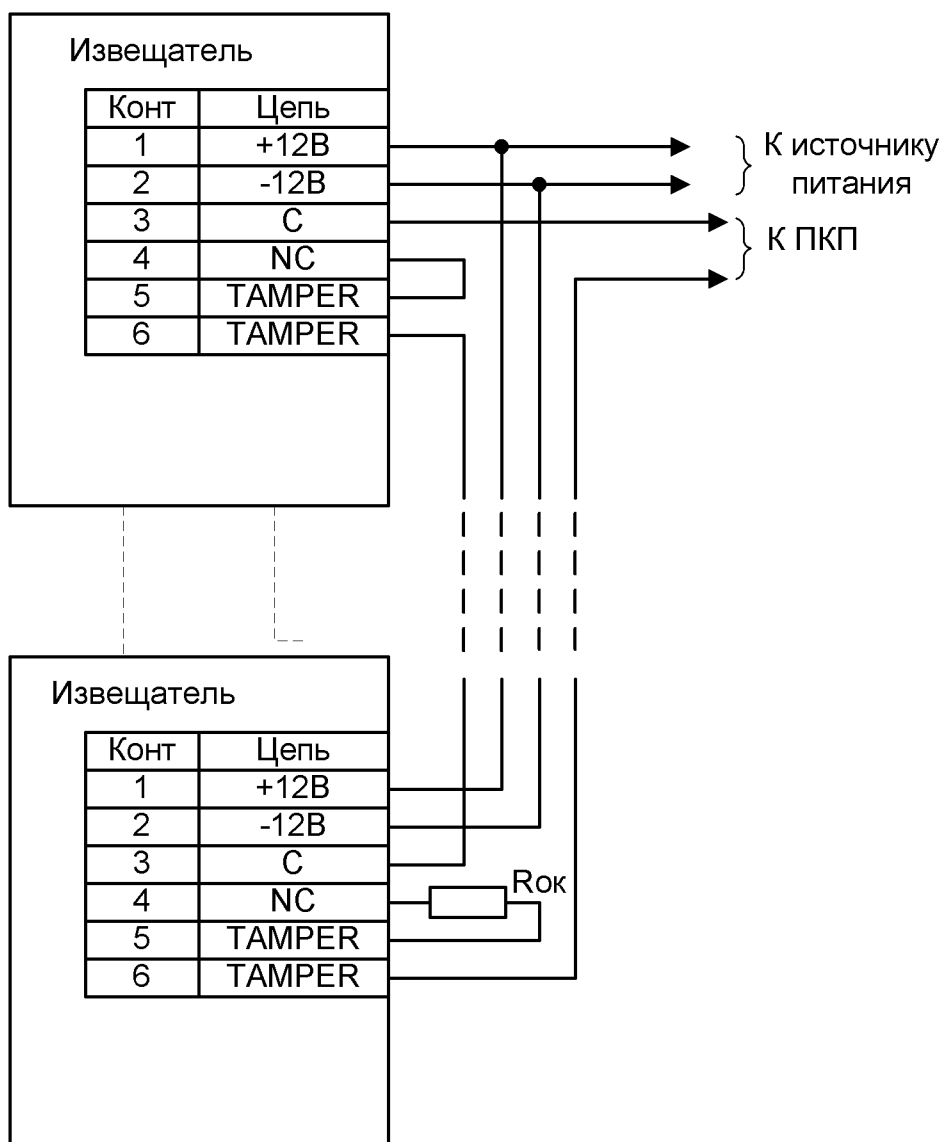 Извещатель
Конт Цепь
1 +12В
2 -12В
3 С
4 NC
5 TAMPER
6 TAMPER
К источнику
питания
К ПКП
Извещатель
Конт Цепь
1 +12В
2 -12В
3 С
4 NC
5 TAMPER
6 TAMPER
Rок